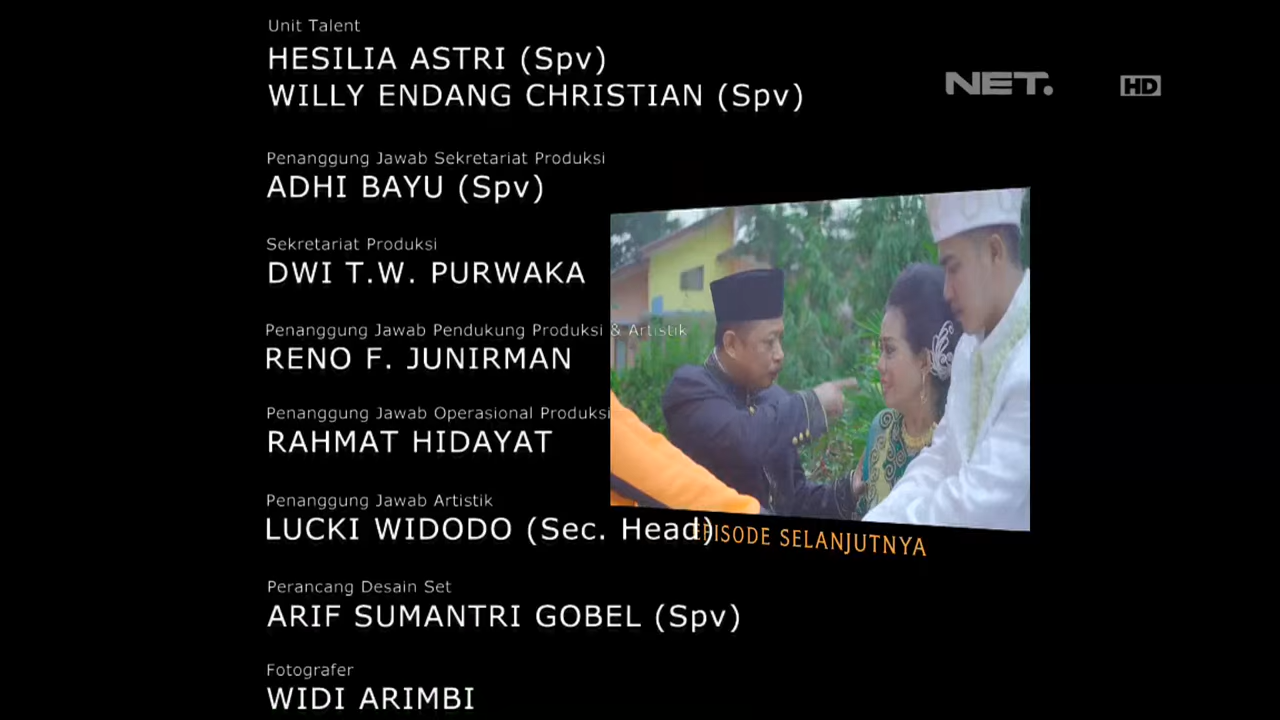 Unit Talent
HESILIA ASTRI (Spv)
WILLY ENDANG CHRISTIAN (Spv)
NET.
HD
Penanggung Jawab Sekretariat Produksi
ADHI BAYU (Spv)
Sekretariat Produksi
DWI T.W. PURWAKA
Penanggung Jawab Pendukung Produksi & Artistik
RENO F. JUNIRMAN
Penanggung Jawab Operasional Produksi
RAHMAT HIDAYAT
Penanggung Jawab Artistik
LUCKI WIDODO (Sec. Head)
EPISODE SELANJUTNYA
Perancang Desain Set
ARIF SUMANTRI GOBEL (Spv)
Fotografer
WIDI ARIMBI